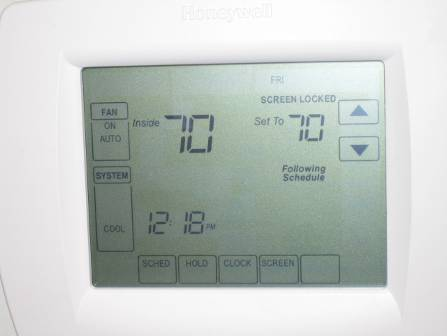 Honeywell
FRI
SCREEN LOCKED
FAN
ON
AUTO
Inside 70
Set To 70
Following
Schedule
SYSTEM
COOL
12:18 PM
SCHED HOLD CLOCK SCREEN